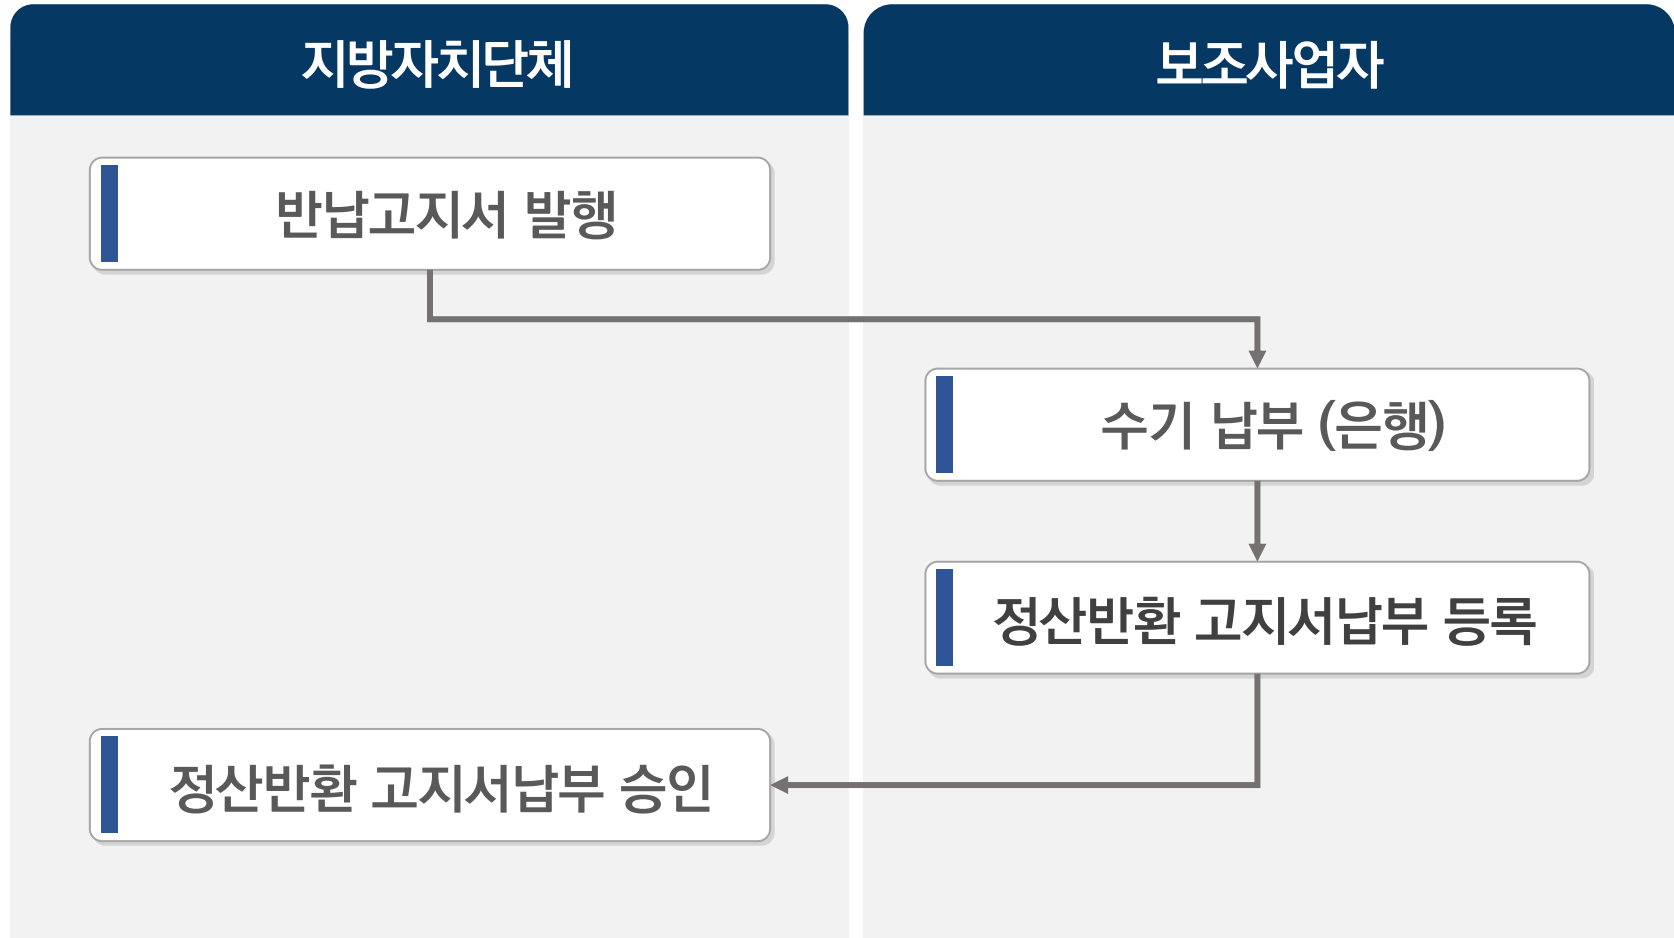 지방자치단체
보조사업자
반납고지서 발행
수기 납부 (은행)
정산반환 고지서납부 등록
정산반환 고지서납부 승인